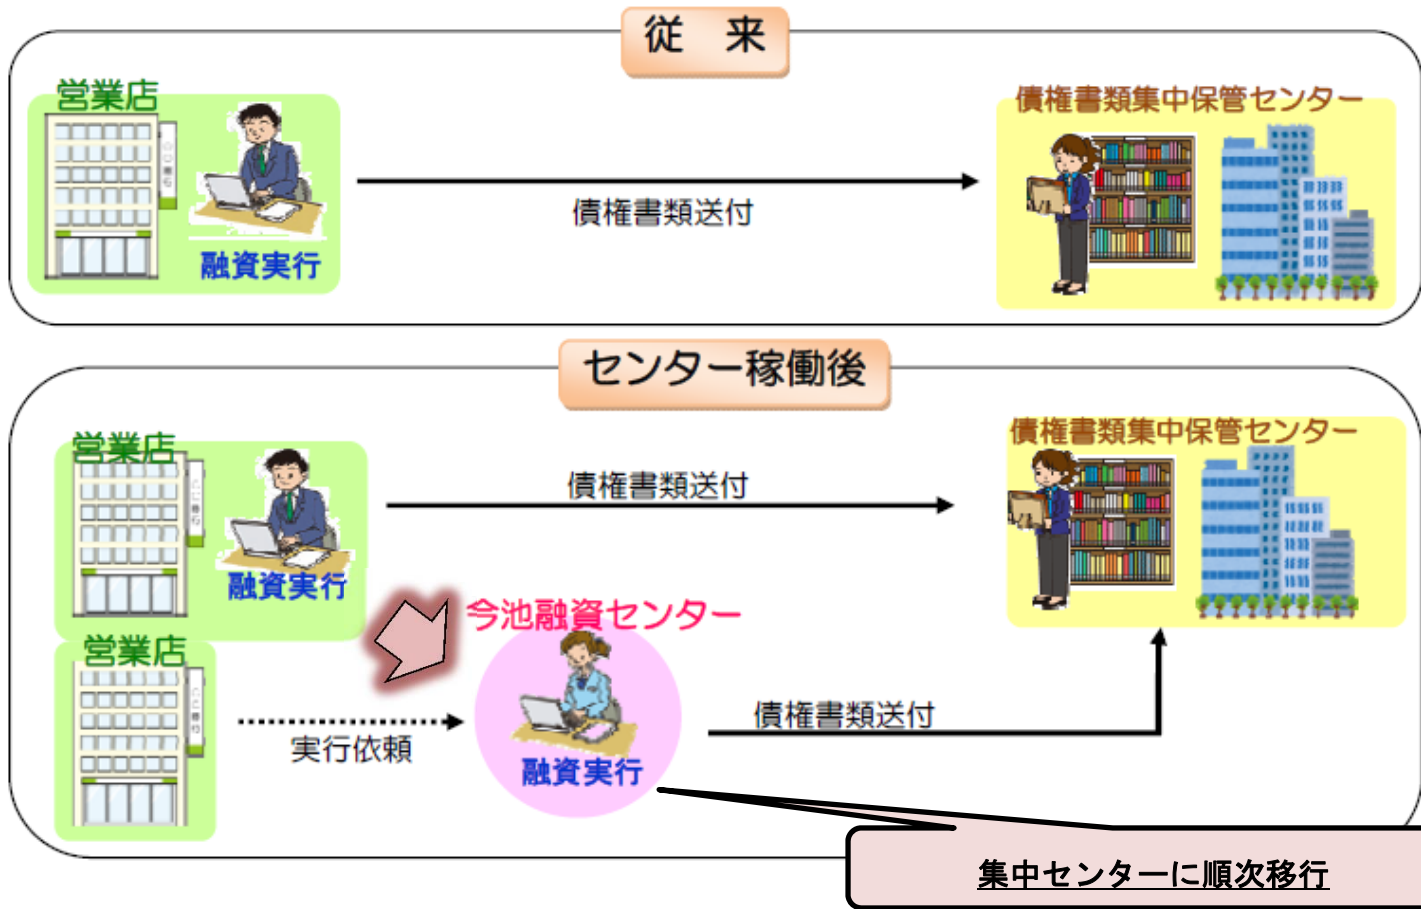 従 来
営業店
債権書類集中保管センター
債権書類送付
融資実行
センター稼働後
営業店
債権書類集中保管センター
債権書類送付
融資実行
今池融資センター
営業店
債権書類送付
実行依頼
融資実行
集中センターに順次移行